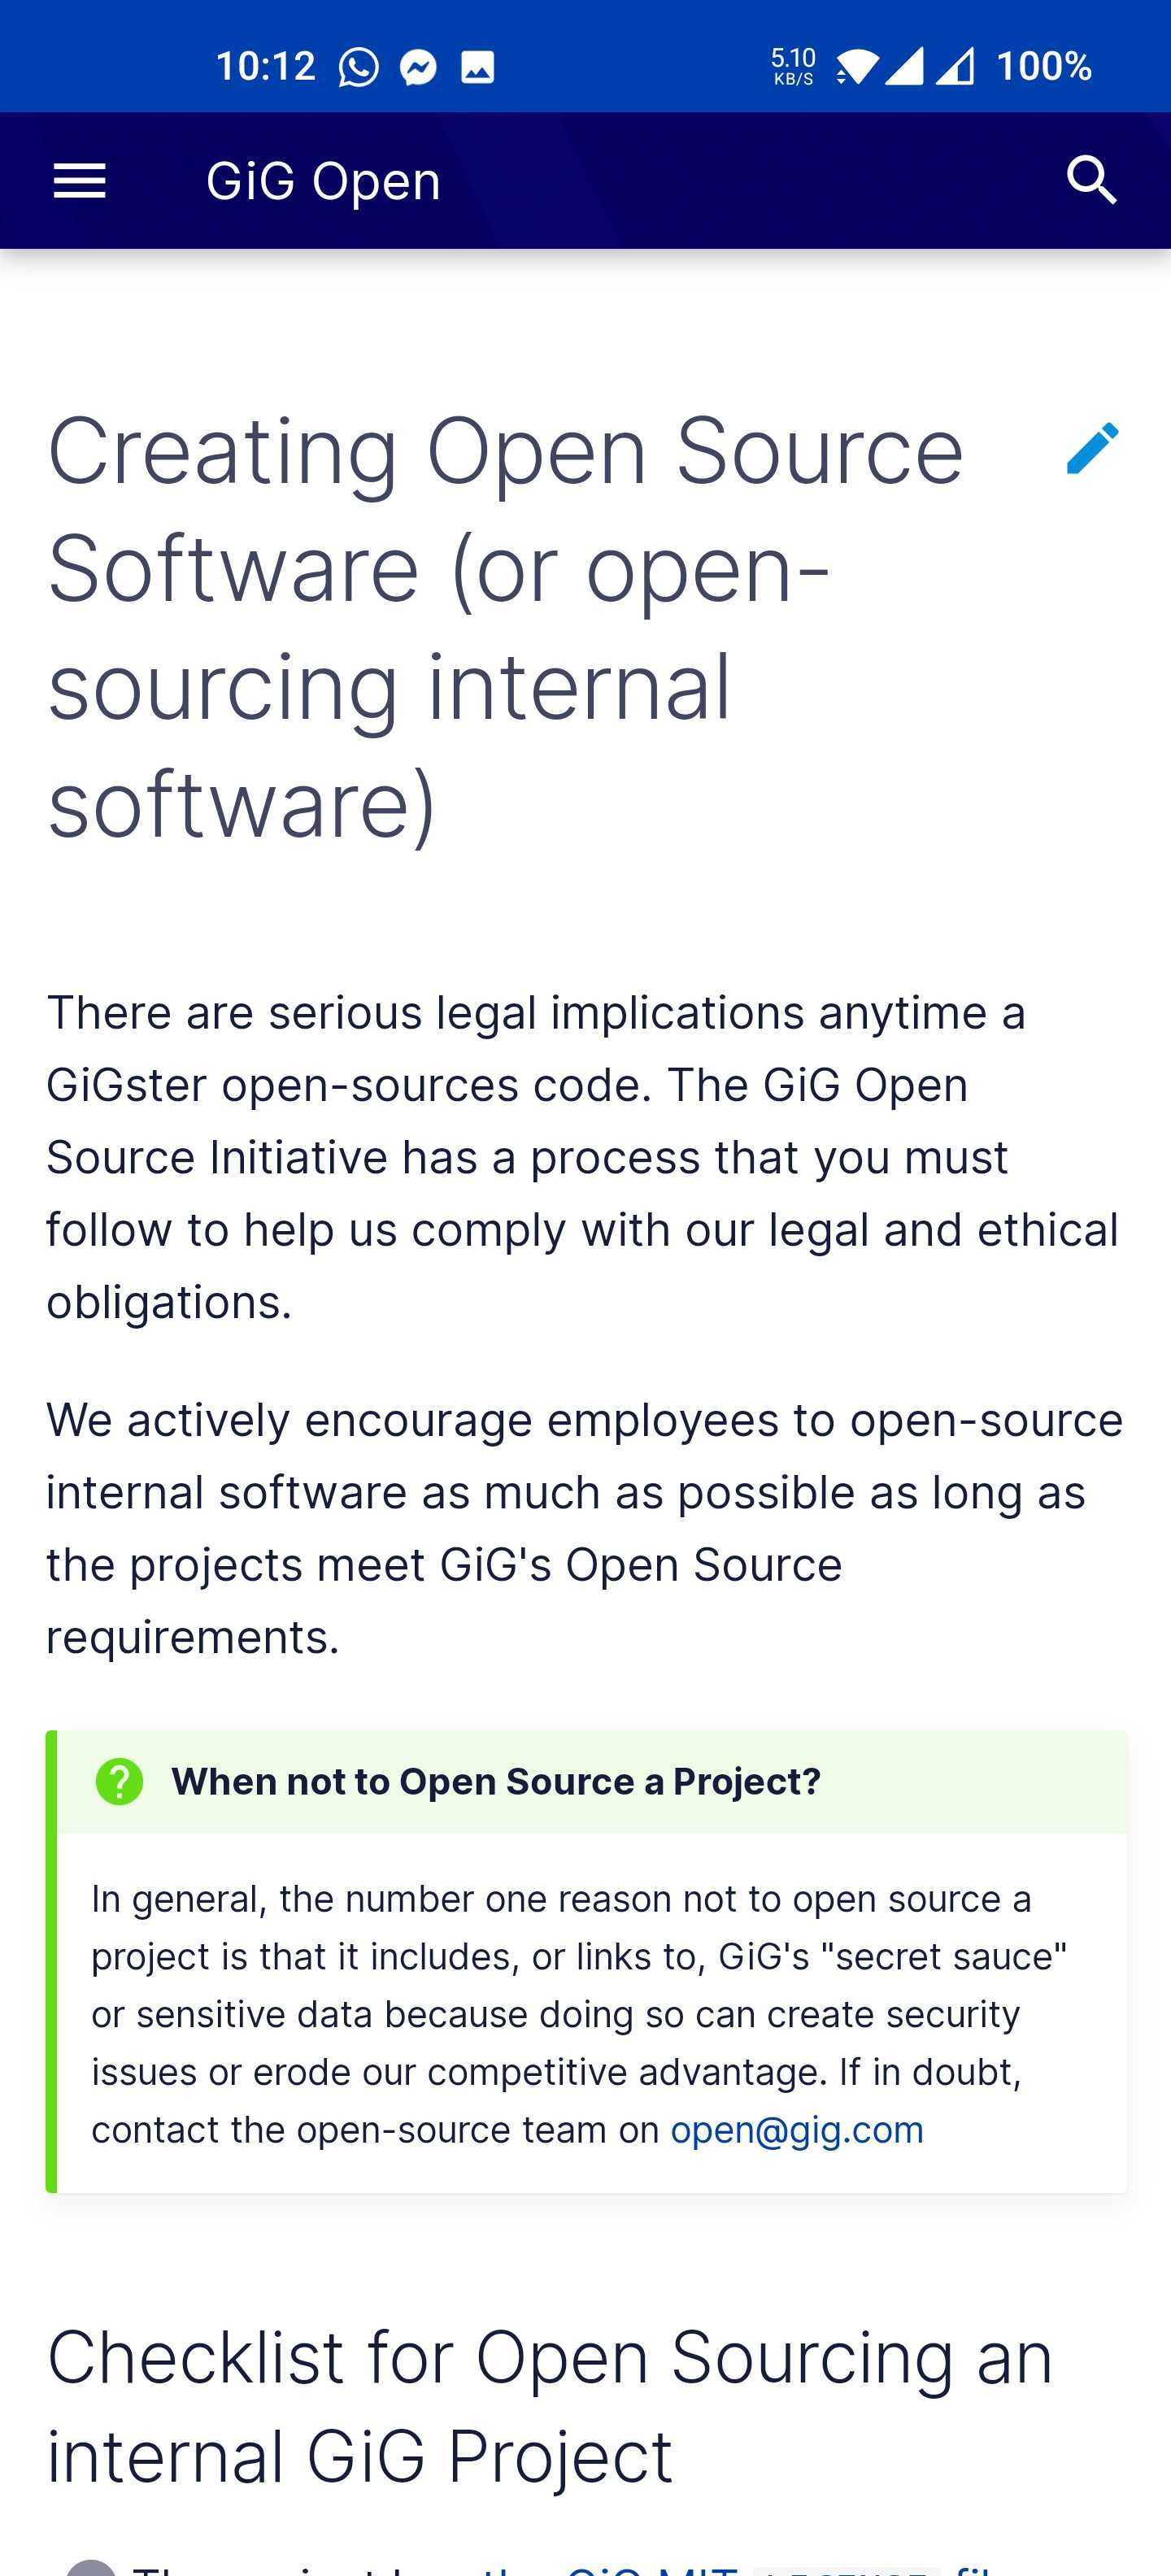 10:12
5.10
KB/S
100%
GiG Open
Creating Open Source
Software (or open-
sourcing internal
software)
There are serious legal implications anytime a
GiGster open-sources code. The GiG Open
Source Initiative has a process that you must
follow to help us comply with our legal and ethical
obligations.
We actively encourage employees to open-source
internal software as much as possible as long as
the projects meet GiG's Open Source
requirements.
When not to Open Source a Project?
In general, the number one reason not to open source a
project is that it includes, or links to, GiG's "secret sauce"
or sensitive data because doing so can create security
issues or erode our competitive advantage. If in doubt,
contact the open-source team on open@gig.com
Checklist for Open Sourcing an
internal GiG Project